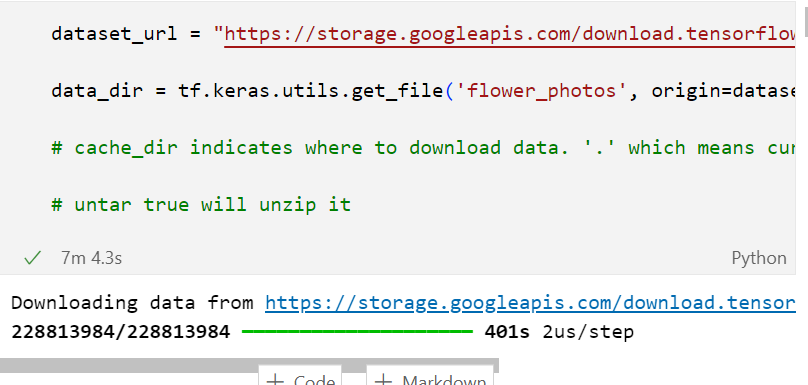 dataset_url = "https://storage.googleapis.com/download.tensorflow
data_dir = tf.keras.utils.get_file('flower_photos', origin=datase
# cache_dir indicates where to download data. '.' which means cur
# untar true will unzip it
7m 4.3s
Python
Downloading data from https://storage.googleapis.com/download.tensor
228813984/228813984 ━━━━━━━━━━━━━━━━━━━━ 401s 2us/step
+ Code + Markdown